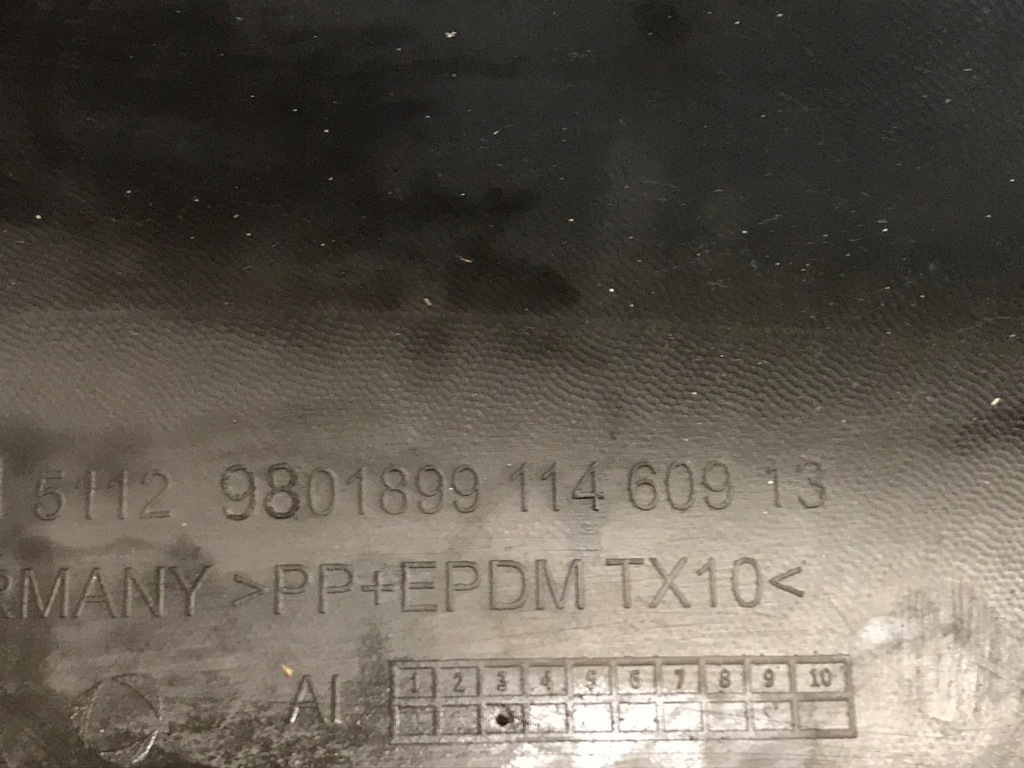 5112 9801899 114 609 13
RMANY >PP+EPDM TX10<
AI 1 2 3 4 5 6 7 8 9 10